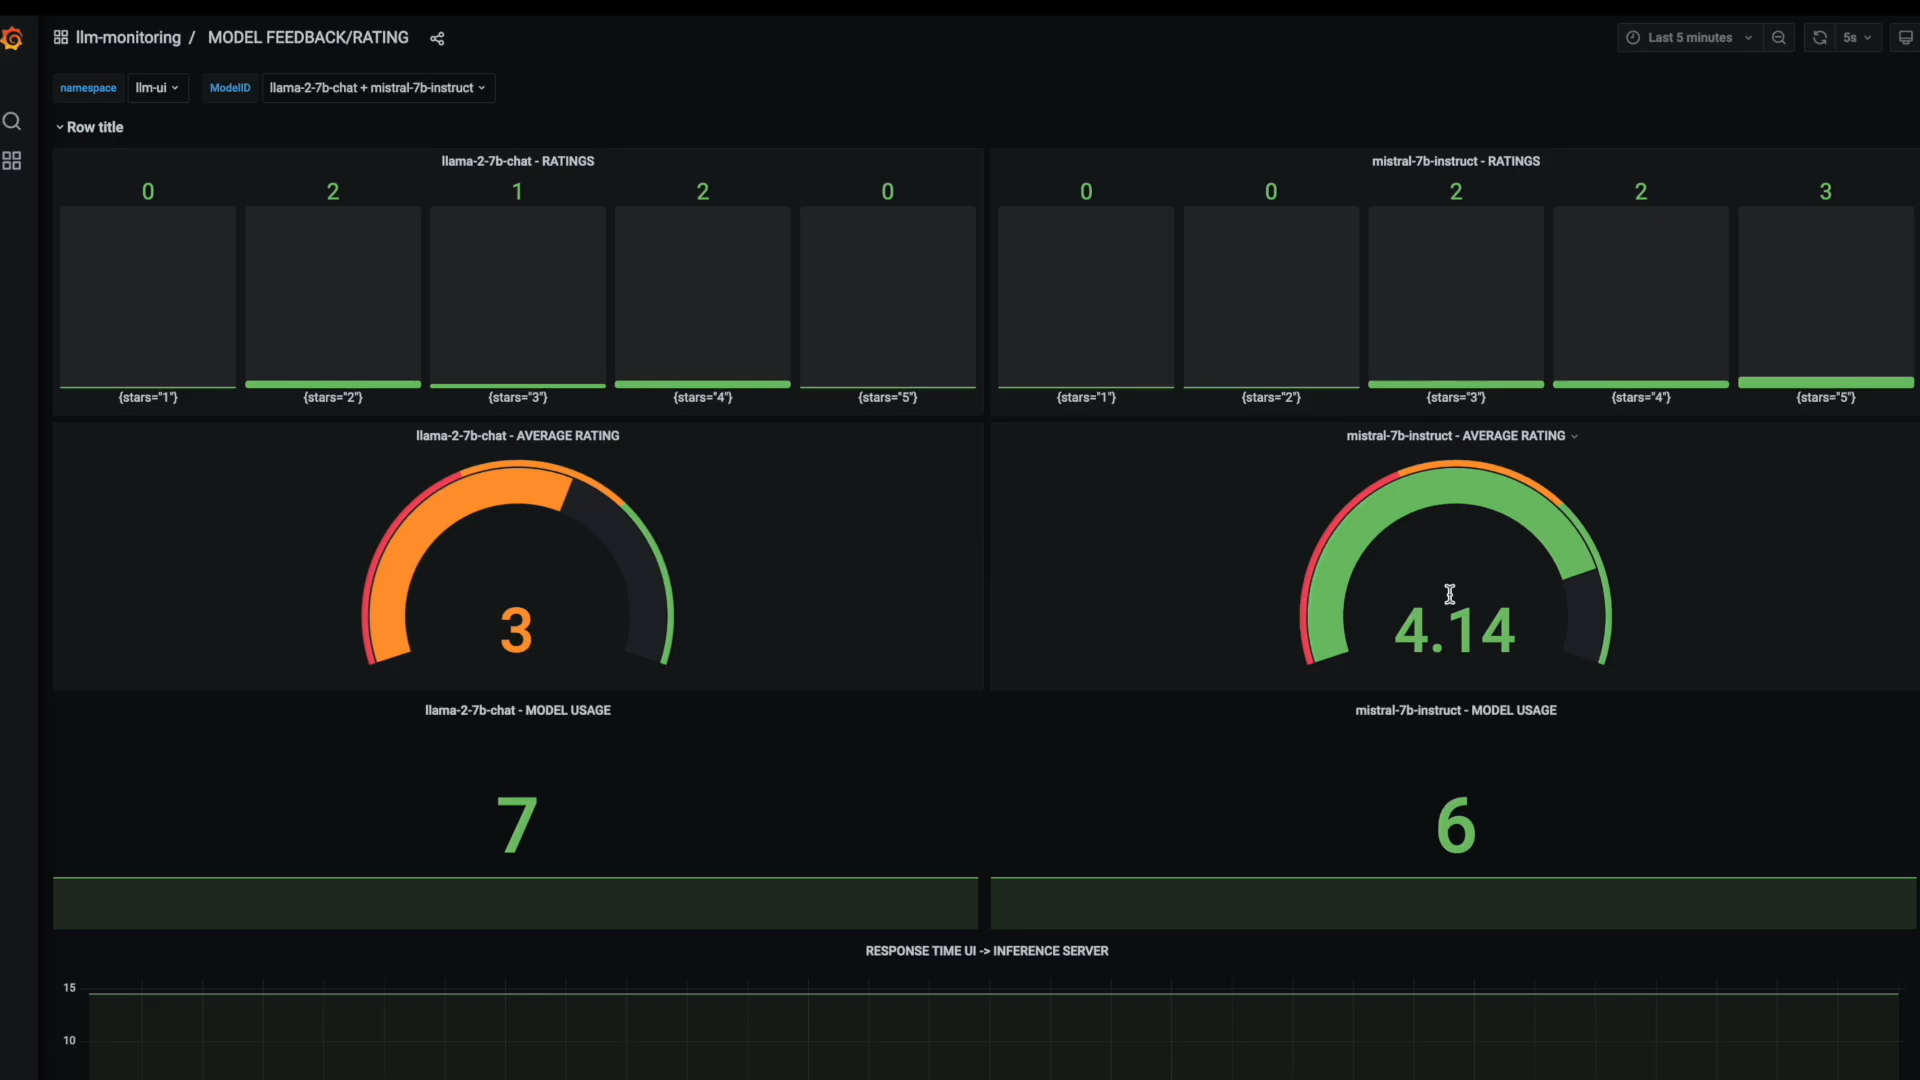 llm-monitoring / MODEL FEEDBACK/RATING
Last 5 minutes
5s
namespace
llm-ui
ModelID
llama-2-7b-chat + mistral-7b-instruct
Row title
llama-2-7b-chat - RATINGS
0 2 1 2 0
{stars="1"} {stars="2"} {stars="3"} {stars="4"} {stars="5"}
mistral-7b-instruct - RATINGS
0 0 2 2 3
{stars="1"} {stars="2"} {stars="3"} {stars="4"} {stars="5"}
llama-2-7b-chat - AVERAGE RATING
3
mistral-7b-instruct - AVERAGE RATING
4.14
llama-2-7b-chat - MODEL USAGE
7
mistral-7b-instruct - MODEL USAGE
6
RESPONSE TIME UI -> INFERENCE SERVER
15
10